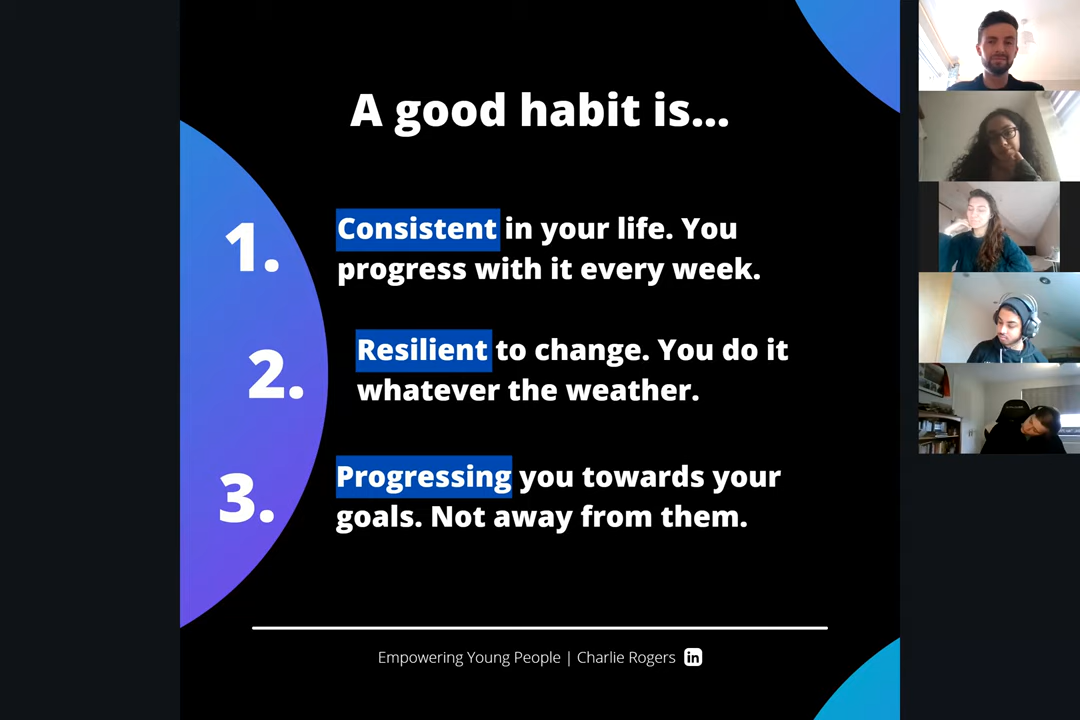 A good habit is...
1.
Consistent in your life. You
progress with it every week.
2.
Resilient to change. You do it
whatever the weather.
3.
Progressing you towards your
goals. Not away from them.
Empowering Young People | Charlie Rogers in